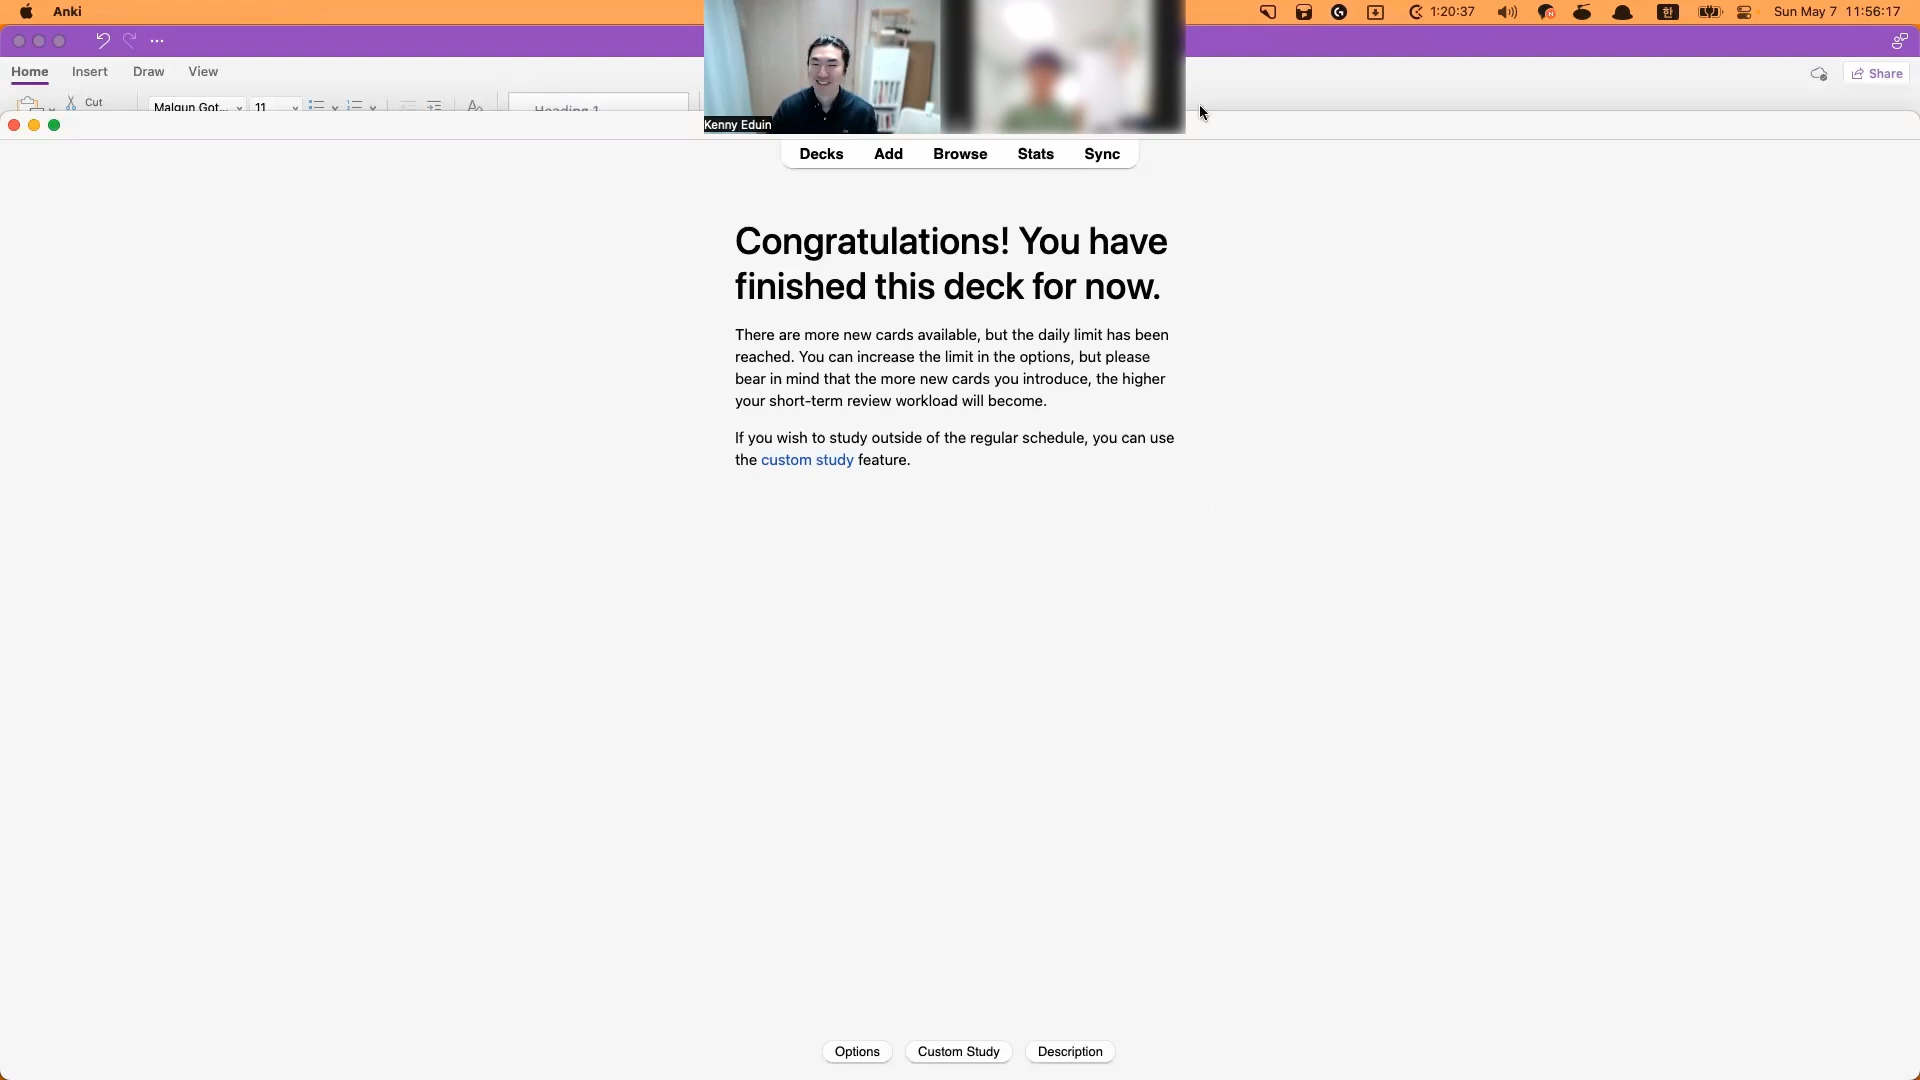 Anki
1:20:37
한
Sun May 7 11:56:17
Home
Insert
Draw
View
Share
Cut
Malgun Got...
11
Heading 1
Kenny Eduin
Decks
Add
Browse
Stats
Sync
Congratulations! You have
finished this deck for now.
There are more new cards available, but the daily limit has been
reached. You can increase the limit in the options, but please
bear in mind that the more new cards you introduce, the higher
your short-term review workload will become.
If you wish to study outside of the regular schedule, you can use
the custom study feature.
Options
Custom Study
Description